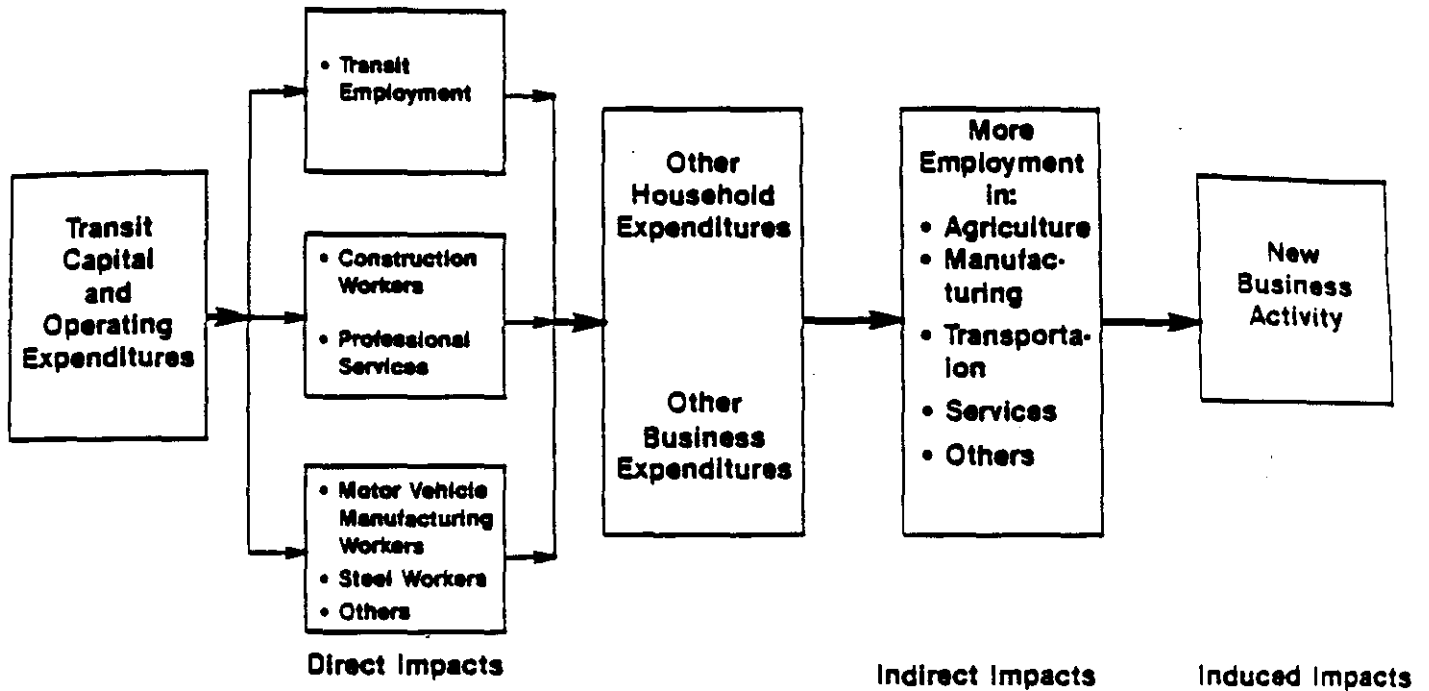 Transit
Capital
and
Operating
Expenditures
• Transit
Employment
• Construction
Workers
• Professional
Services
• Motor Vehicle
Manufacturing
Workers
• Steel Workers
• Others
Direct Impacts
Other
Household
Expenditures
Other
Business
Expenditures
More
Employment
in:
• Agriculture
• Manufac-
turing
• Transporta-
ion
• Services
• Others
Indirect Impacts
New
Business
Activity
Induced Impacts